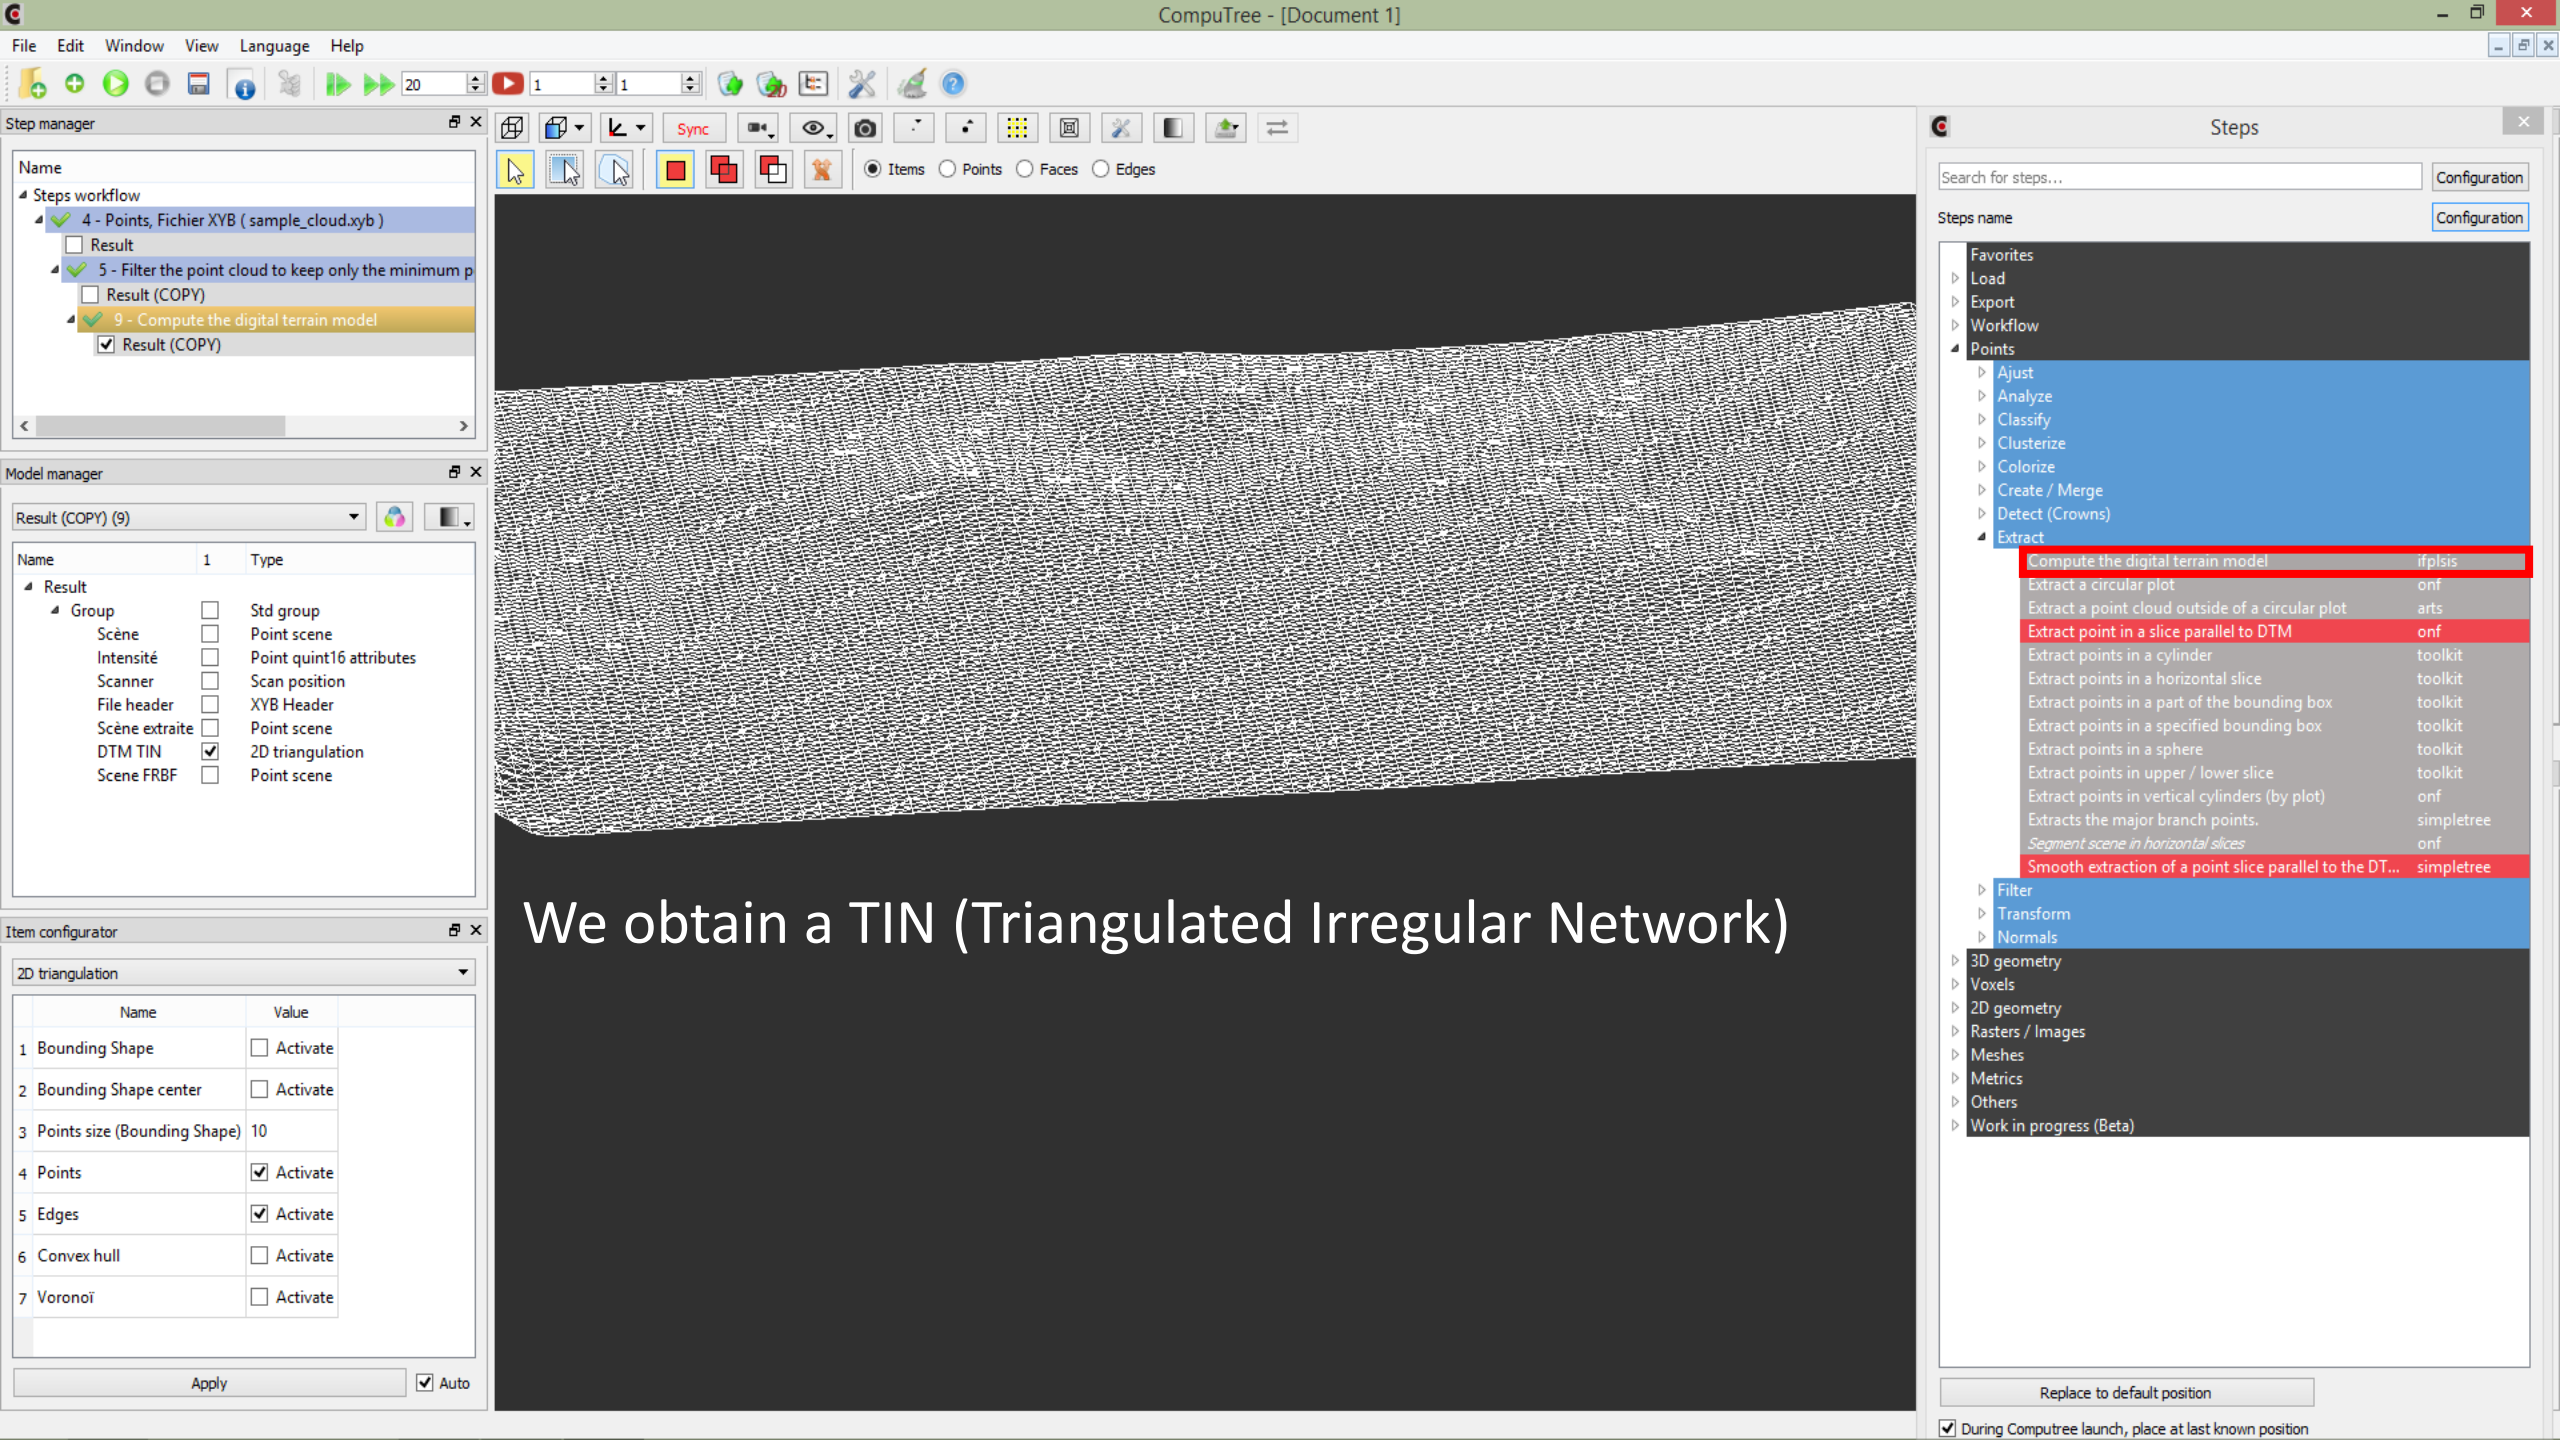 CompuTree - [Document 1]
File Edit Window View Language Help
20 1 1
Step manager
Name
Steps workflow
4 - Points, Fichier XYB ( sample_cloud.xyb )
Result
5 - Filter the point cloud to keep only the minimum p
Result (COPY)
9 - Compute the digital terrain model
Result (COPY)
Model manager
Result (COPY) (9)
Name 1 Type
Result
Group Std group
Scène Point scene
Intensité Point quint16 attributes
Scanner Scan position
File header XYB Header
Scène extraite Point scene
DTM TIN 2D triangulation
Scene FRBF Point scene
Item configurator
2D triangulation
Name Value
1 Bounding Shape Activate
2 Bounding Shape center Activate
3 Points size (Bounding Shape) 10
4 Points Activate
5 Edges Activate
6 Convex hull Activate
7 Voronoï Activate
Apply Auto
Sync
Items Points Faces Edges
We obtain a TIN (Triangulated Irregular Network)
Steps
Search for steps... Configuration
Steps name Configuration
Favorites
Load
Export
Workflow
Points
Ajust
Analyze
Classify
Clusterize
Colorize
Create / Merge
Detect (Crowns)
Extract
Compute the digital terrain model ifplsis
Extract a circular plot onf
Extract a point cloud outside of a circular plot arts
Extract point in a slice parallel to DTM onf
Extract points in a cylinder toolkit
Extract points in a horizontal slice toolkit
Extract points in a part of the bounding box toolkit
Extract points in a specified bounding box toolkit
Extract points in a sphere toolkit
Extract points in upper / lower slice toolkit
Extract points in vertical cylinders (by plot) onf
Extracts the major branch points. simpletree
Segment scene in horizontal slices onf
Smooth extraction of a point slice parallel to the DT... simpletree
Filter
Transform
Normals
3D geometry
Voxels
2D geometry
Rasters / Images
Meshes
Metrics
Others
Work in progress (Beta)
Replace to default position
During Computree launch, place at last known position